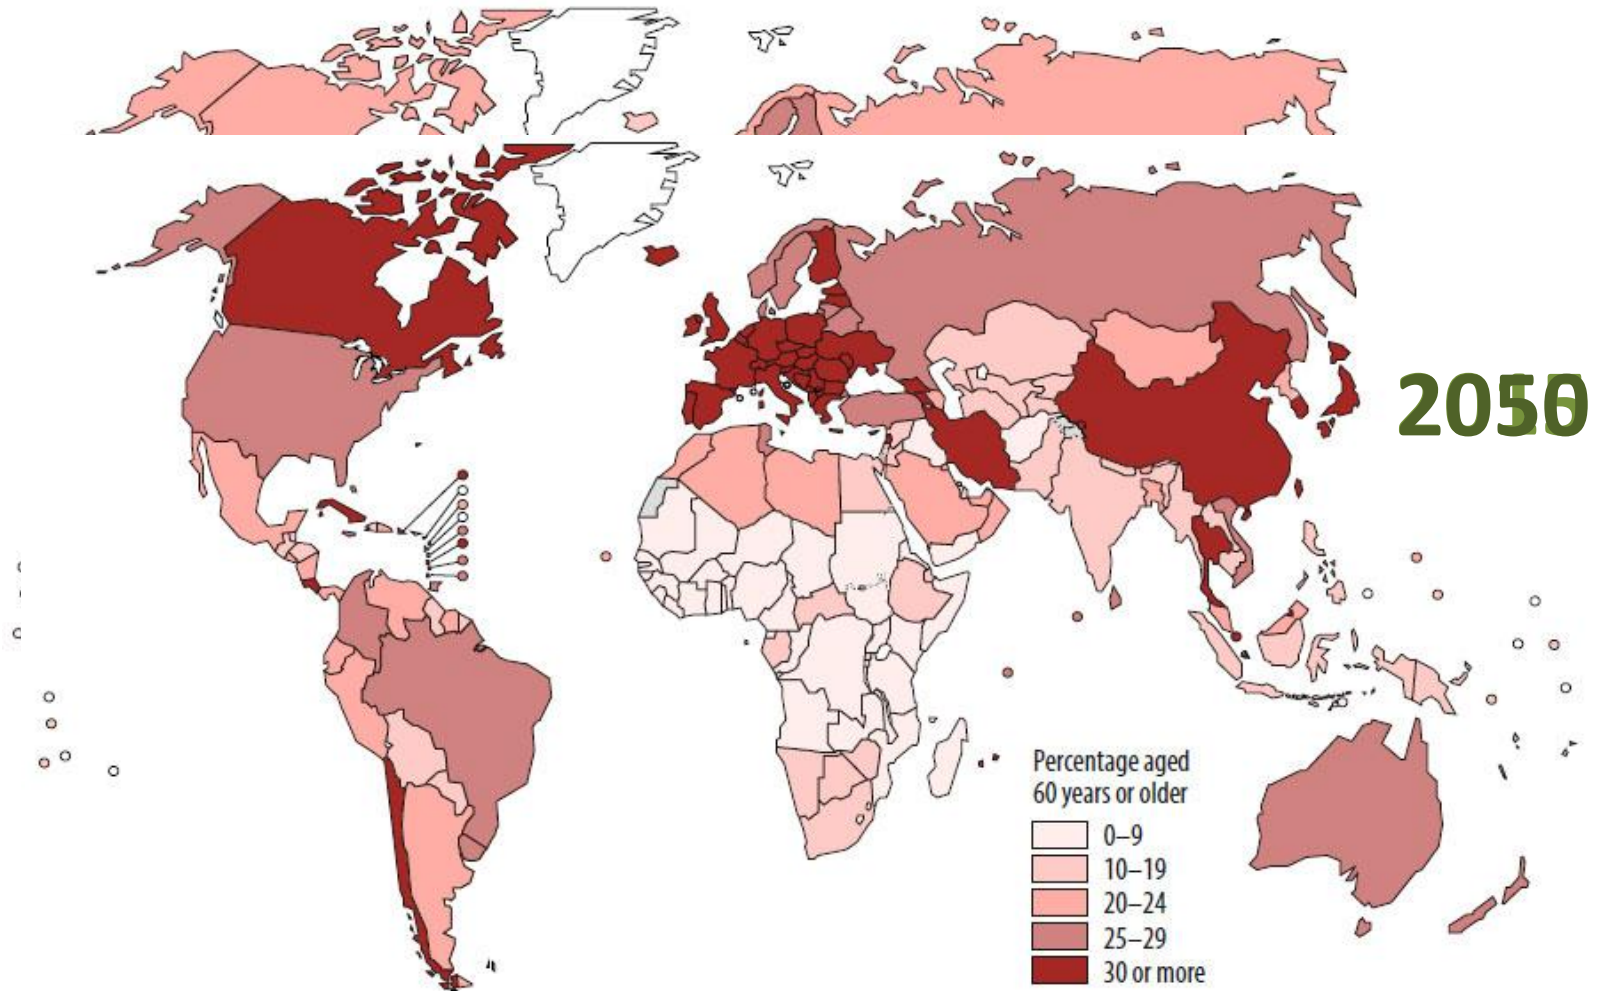 2050
Percentage aged
60 years or older
0–9
10–19
20–24
25–29
30 or more